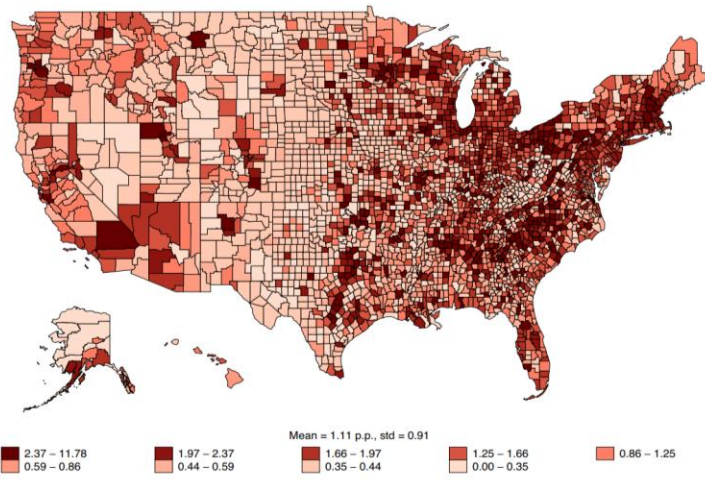 Mean = 1.11 p.p., std = 0.91
2.37 – 11.78 1.97 – 2.37 1.66 – 1.97 1.25 – 1.66 0.86 – 1.25
0.59 – 0.86 0.44 – 0.59 0.35 – 0.44 0.00 – 0.35